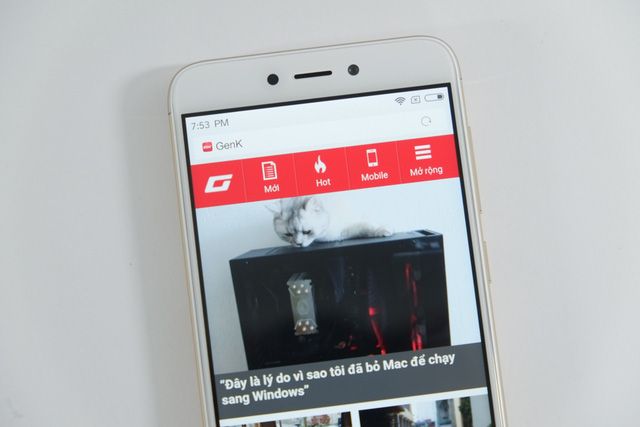 7:53 PM
GenK
Mới
Hot
Mobile
Mở rộng
“Đây là lý do vì sao tôi đã bỏ Mac để chạy
sang Windows”